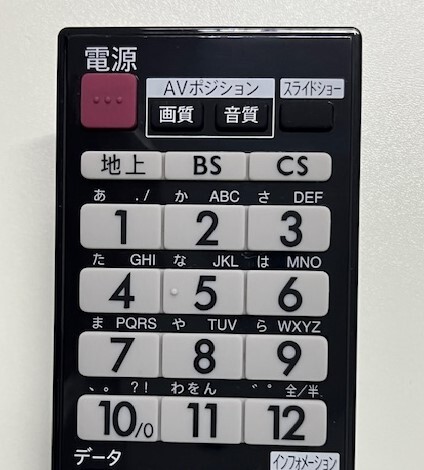 電源
AVポジション スライドショー
画質 音質
地上 BS CS
あ ./ か ABC さ DEF
1 2 3
た GHI な JKL は MNO
4 5 6
ま PQRS や TUV ら WXYZ
7 8 9
、。 ?! わをん ゛゜ 全/半
10/0 11 12
データ インフォメーション